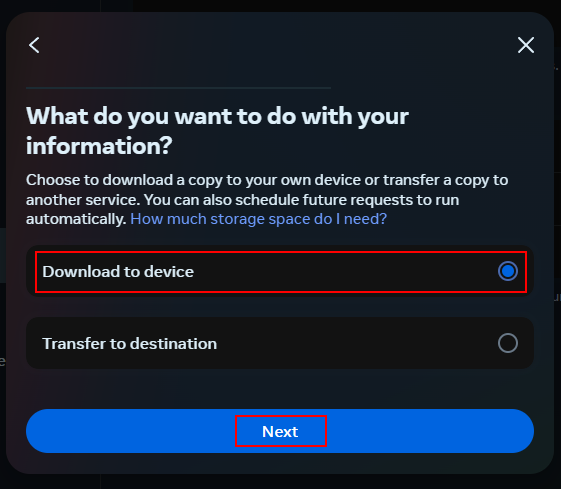 What do you want to do with your
information?
Choose to download a copy to your own device or transfer a copy to
another service. You can also schedule future requests to run
automatically. How much storage space do I need?
Download to device
Transfer to destination
Next